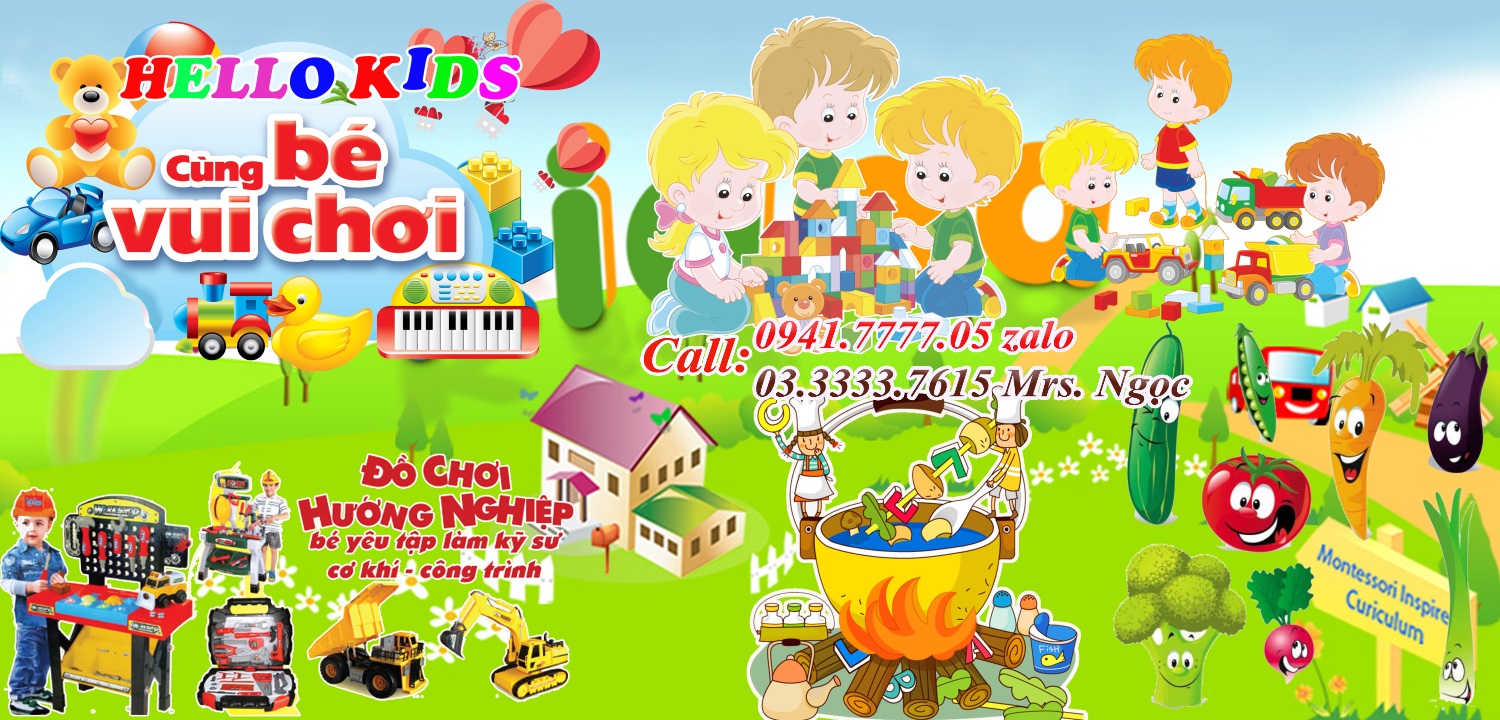 HELLO KIDS
Cùng bé
vui chơi
Call: 0941.7777.05 zalo
03.3333.7615 Mrs. Ngọc
ĐỒ CHƠI
HƯỚNG NGHIỆP
bé yêu tập làm kỹ sư
cơ khí - công trình
FISH
Montessori Inspire
Curiculum